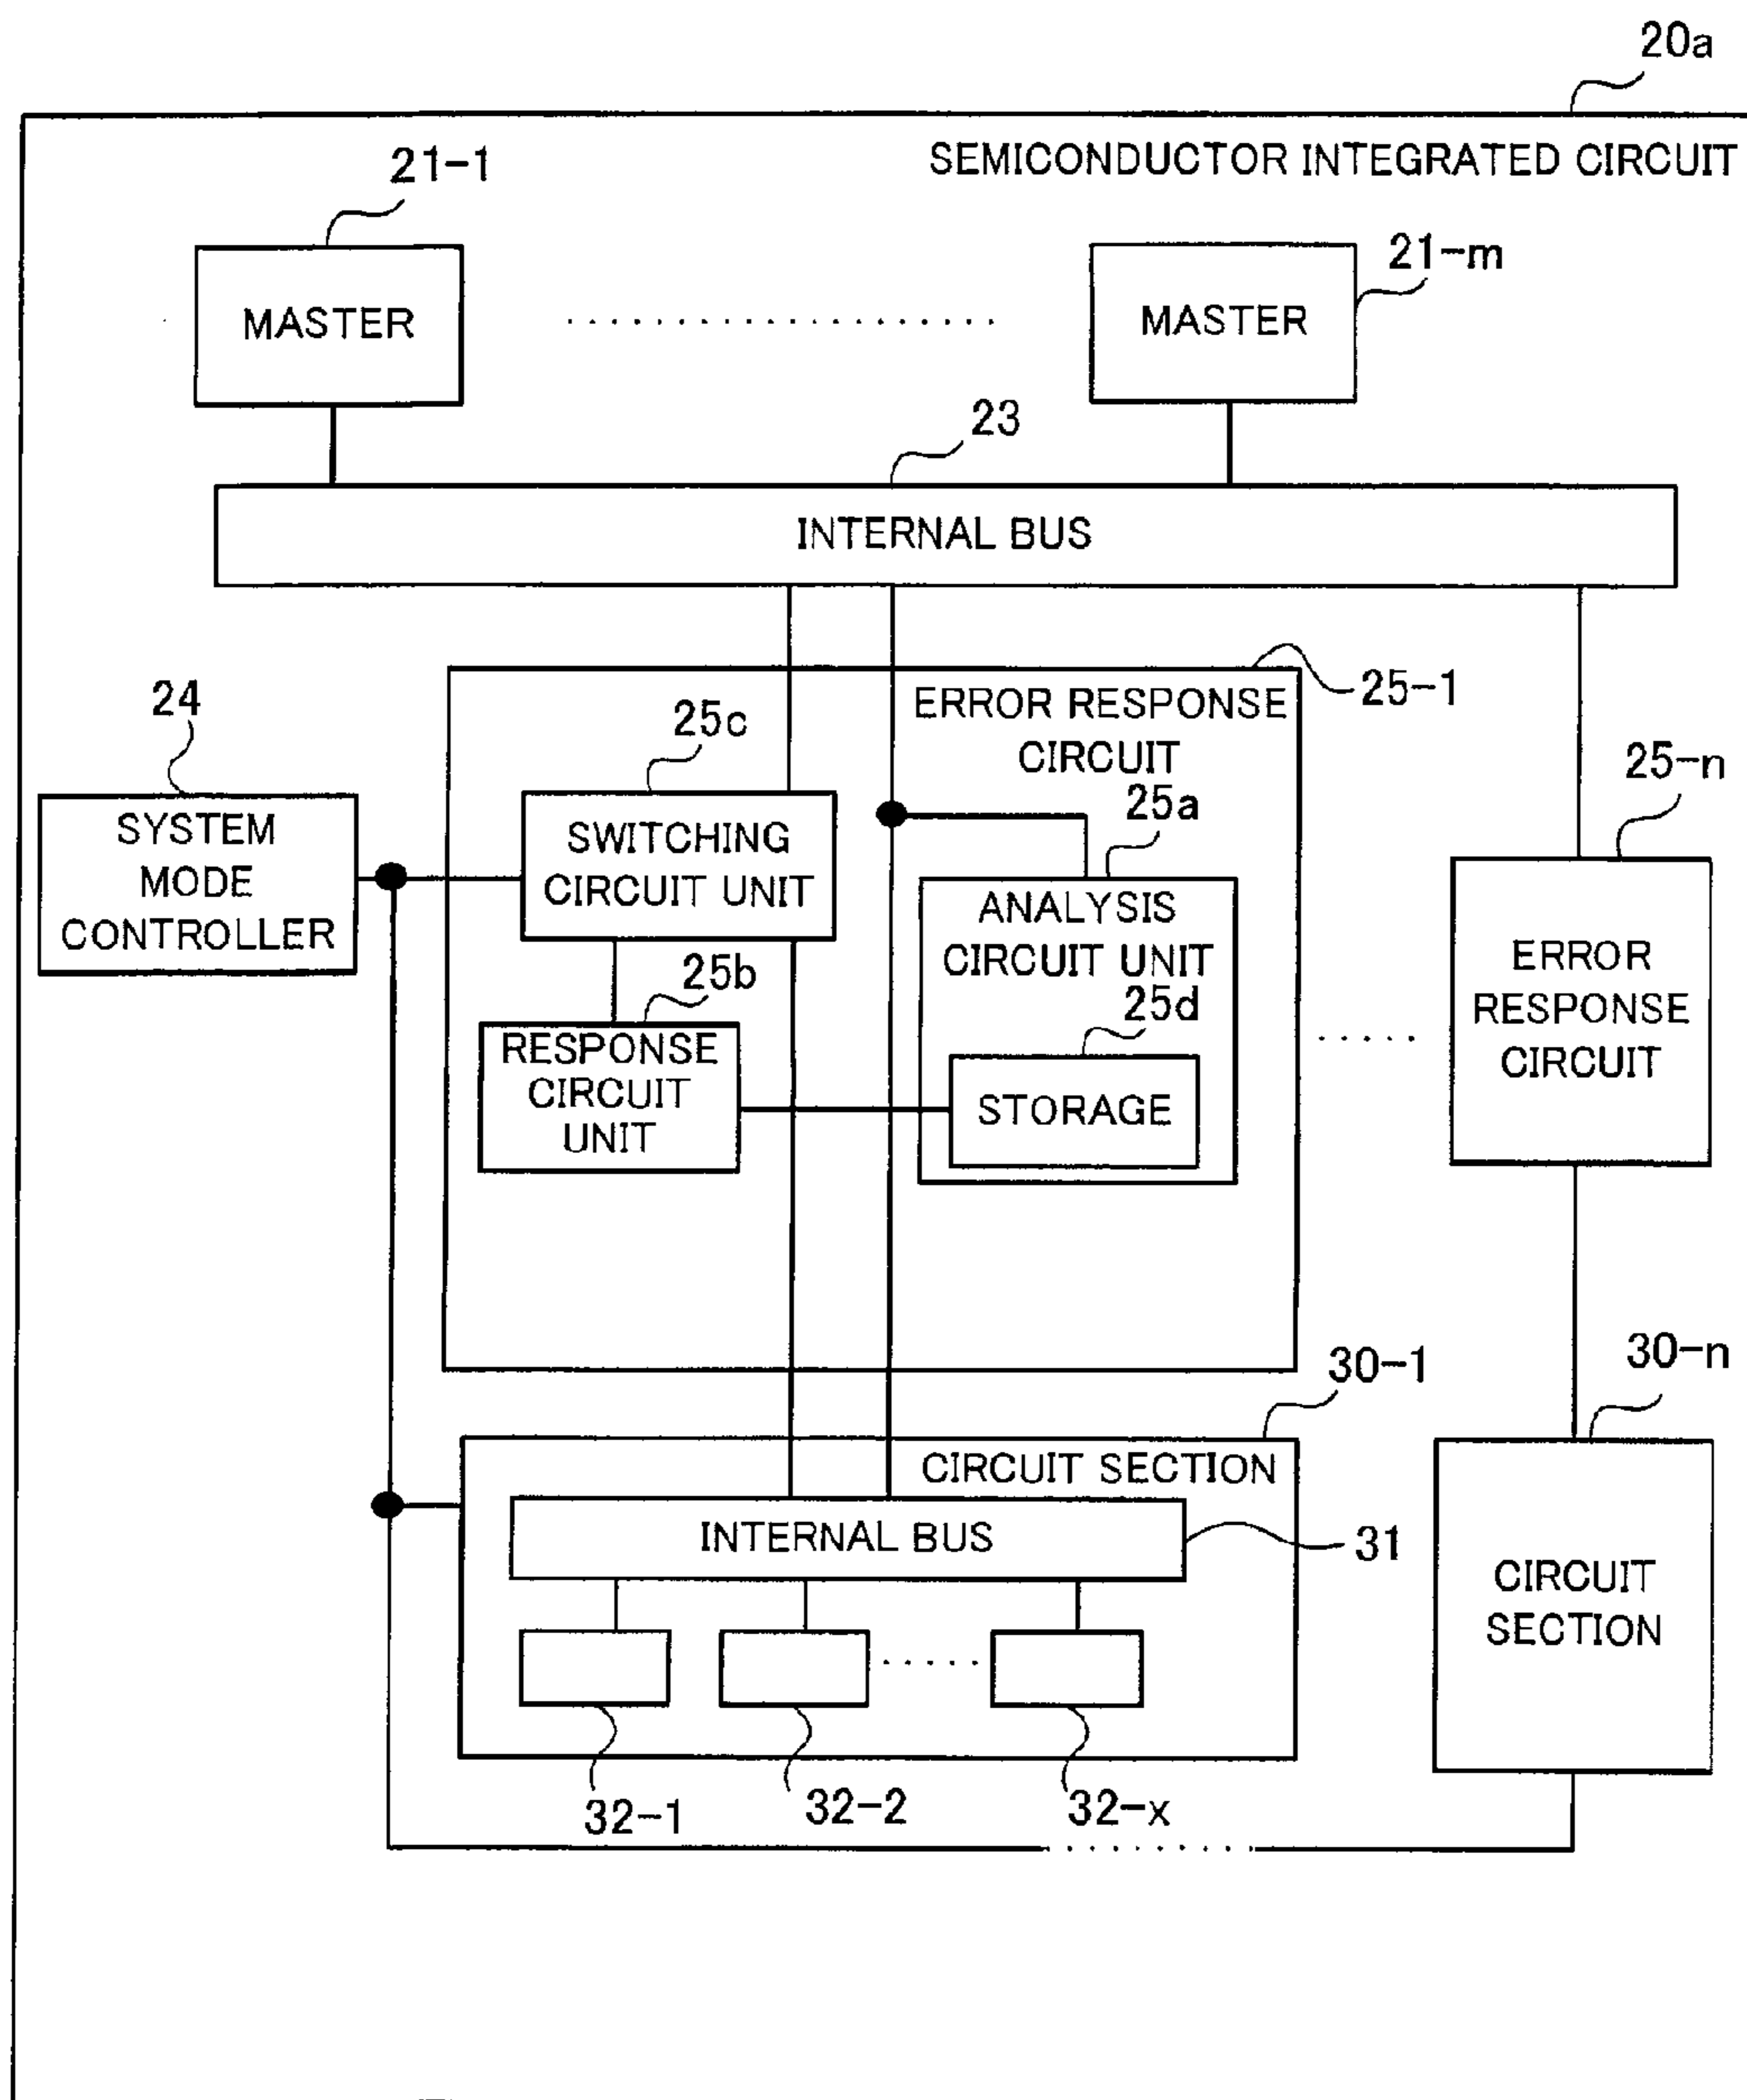 20a
SEMICONDUCTOR INTEGRATED CIRCUIT
21-1
21-m
MASTER
MASTER
23
INTERNAL BUS
25-1
ERROR RESPONSE
CIRCUIT
24
25c
25-n
SYSTEM
MODE
CONTROLLER
SWITCHING
CIRCUIT UNIT
25a
ANALYSIS
CIRCUIT UNIT
25d
STORAGE
25b
RESPONSE
CIRCUIT
UNIT
ERROR
RESPONSE
CIRCUIT
30-1
30-n
CIRCUIT SECTION
INTERNAL BUS
31
CIRCUIT
SECTION
32-1
32-2
32-x